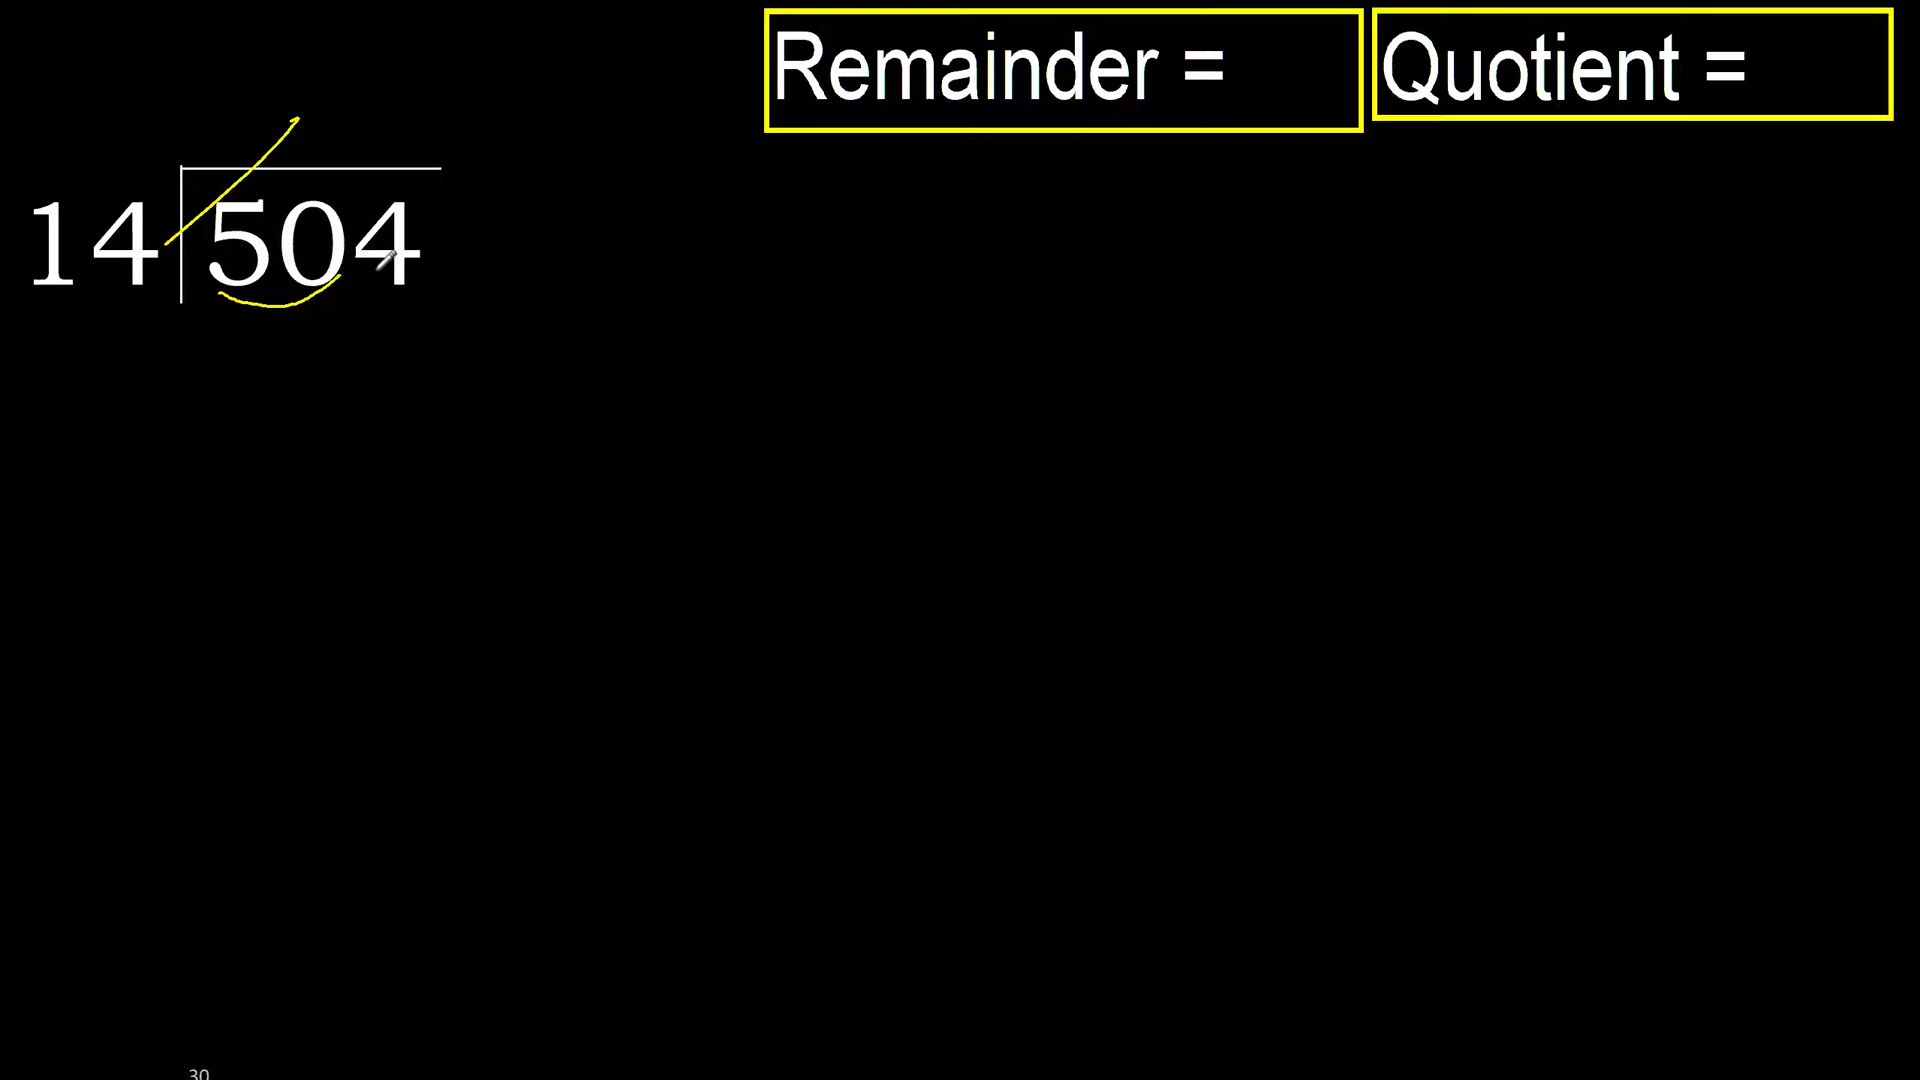 Remainder = Quotient =
14 504
30